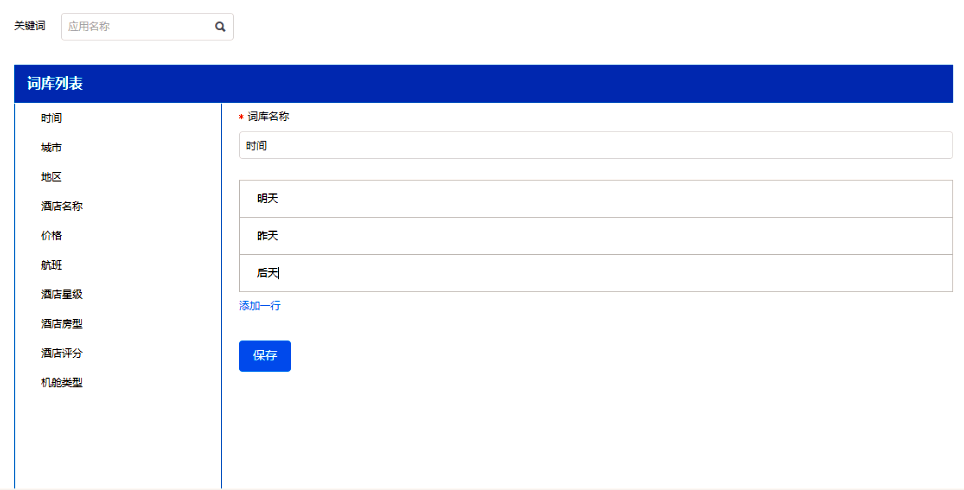 关键词 应用名称
词库列表
时间
城市
地区
酒店名称
价格
航班
酒店星级
酒店房型
酒店评分
机舱类型
* 词库名称
时间
明天
昨天
后天
添加一行
保存